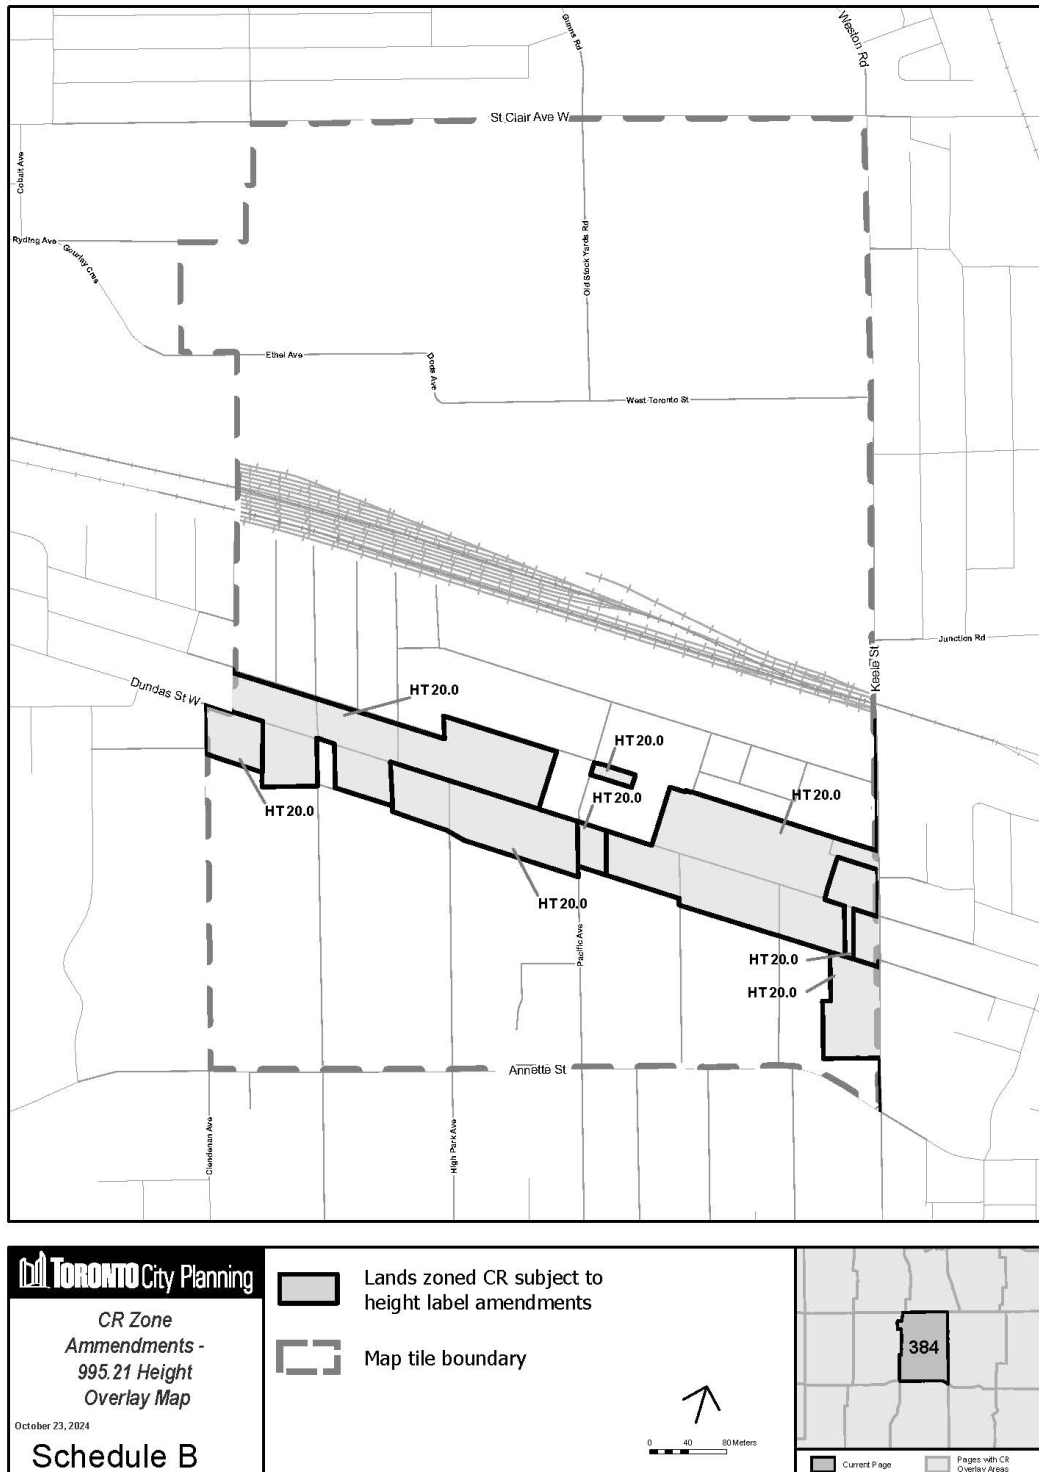 Gunns Rd
Weston Rd
St Clair Ave W
Cobalt Ave
Ryding Ave
Gourlay Cres
Old Stock Yards Rd
Ethel Ave
Dods Ave
West Toronto St
Junction Rd
Keele St
Dundas St W
HT 20.0
HT 20.0
HT 20.0
HT 20.0
HT 20.0
HT 20.0
Pacific Ave
HT 20.0
HT 20.0
Annette St
Clendenan Ave
High Park Ave
TORONTO City Planning
CR Zone
Ammendments -
995.21 Height
Overlay Map
October 23, 2024
Schedule B
Lands zoned CR subject to
height label amendments
Map tile boundary
0 40 80 Meters
384
Current Page
Pages with CR
Overlay Areas